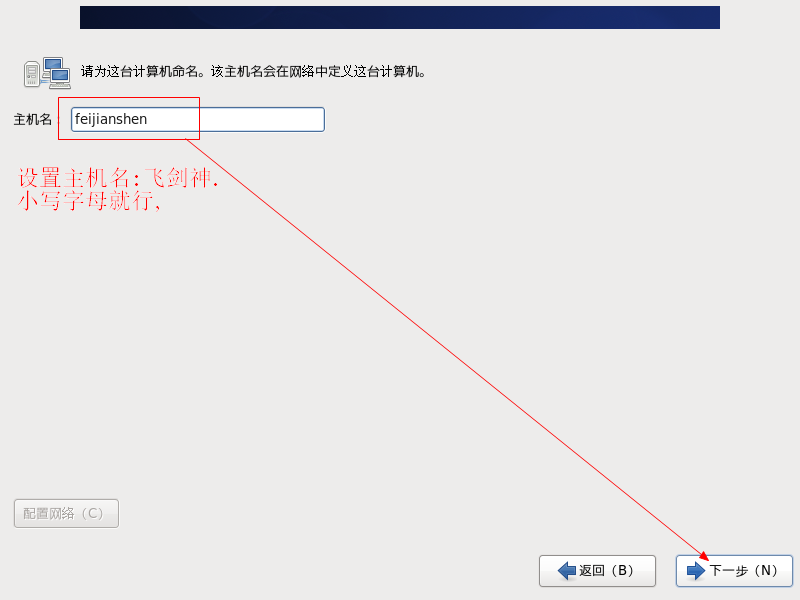 请为这台计算机命名。该主机名会在网络中定义这台计算机。
主机名：feijianshen
设置主机名:飞剑神.
小写字母就行,
配置网络（C）
返回（B） 下一步（N）